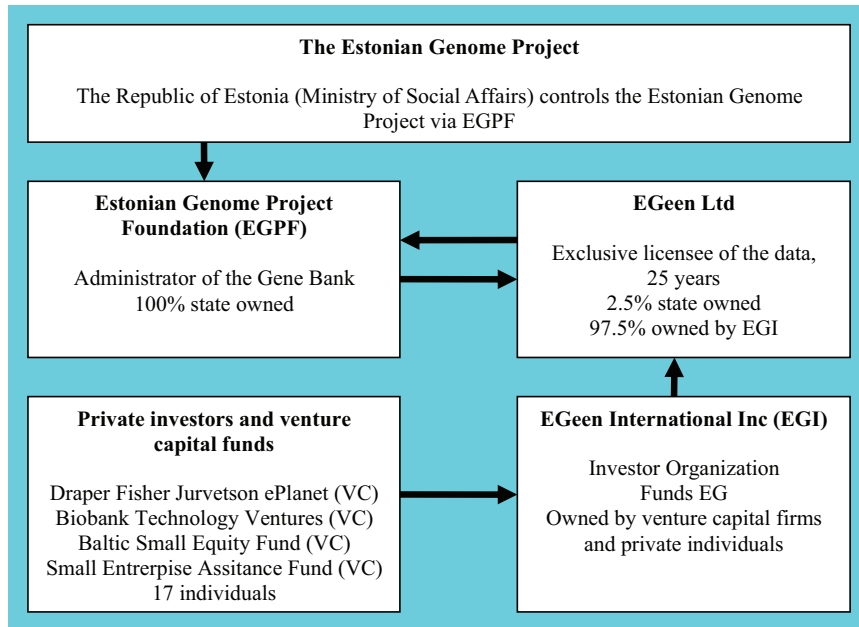 The Estonian Genome Project
The Republic of Estonia (Ministry of Social Affairs) controls the Estonian Genome
Project via EGPF
Estonian Genome Project
Foundation (EGPF)
Administrator of the Gene Bank
100% state owned
EGeen Ltd
Exclusive licensee of the data,
25 years
2.5% state owned
97.5% owned by EGI
Private investors and venture
capital funds
Draper Fisher Jurvetson ePlanet (VC)
Biobank Technology Ventures (VC)
Baltic Small Equity Fund (VC)
Small Entrerpise Assitance Fund (VC)
17 individuals
EGeen International Inc (EGI)
Investor Organization
Funds EG
Owned by venture capital firms
and private individuals